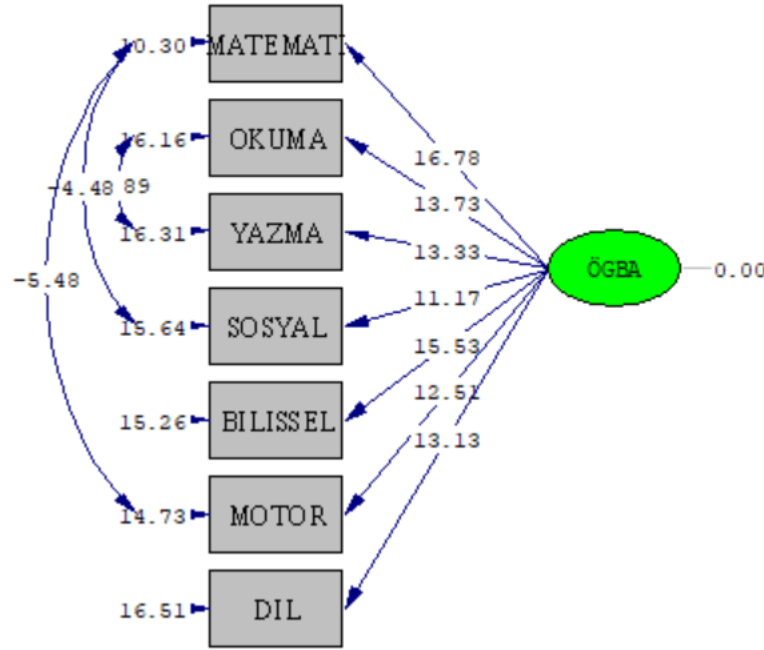 10.30 MATEMATI
16.16 OKUMA
16.31 YAZMA
15.64 SOSYAL
15.26 BILISSEL
14.73 MOTOR
16.51 DIL
-4.48
89
-5.48
16.78
13.73
13.33
11.17
15.53
12.51
13.13
ÖGBA
0.00